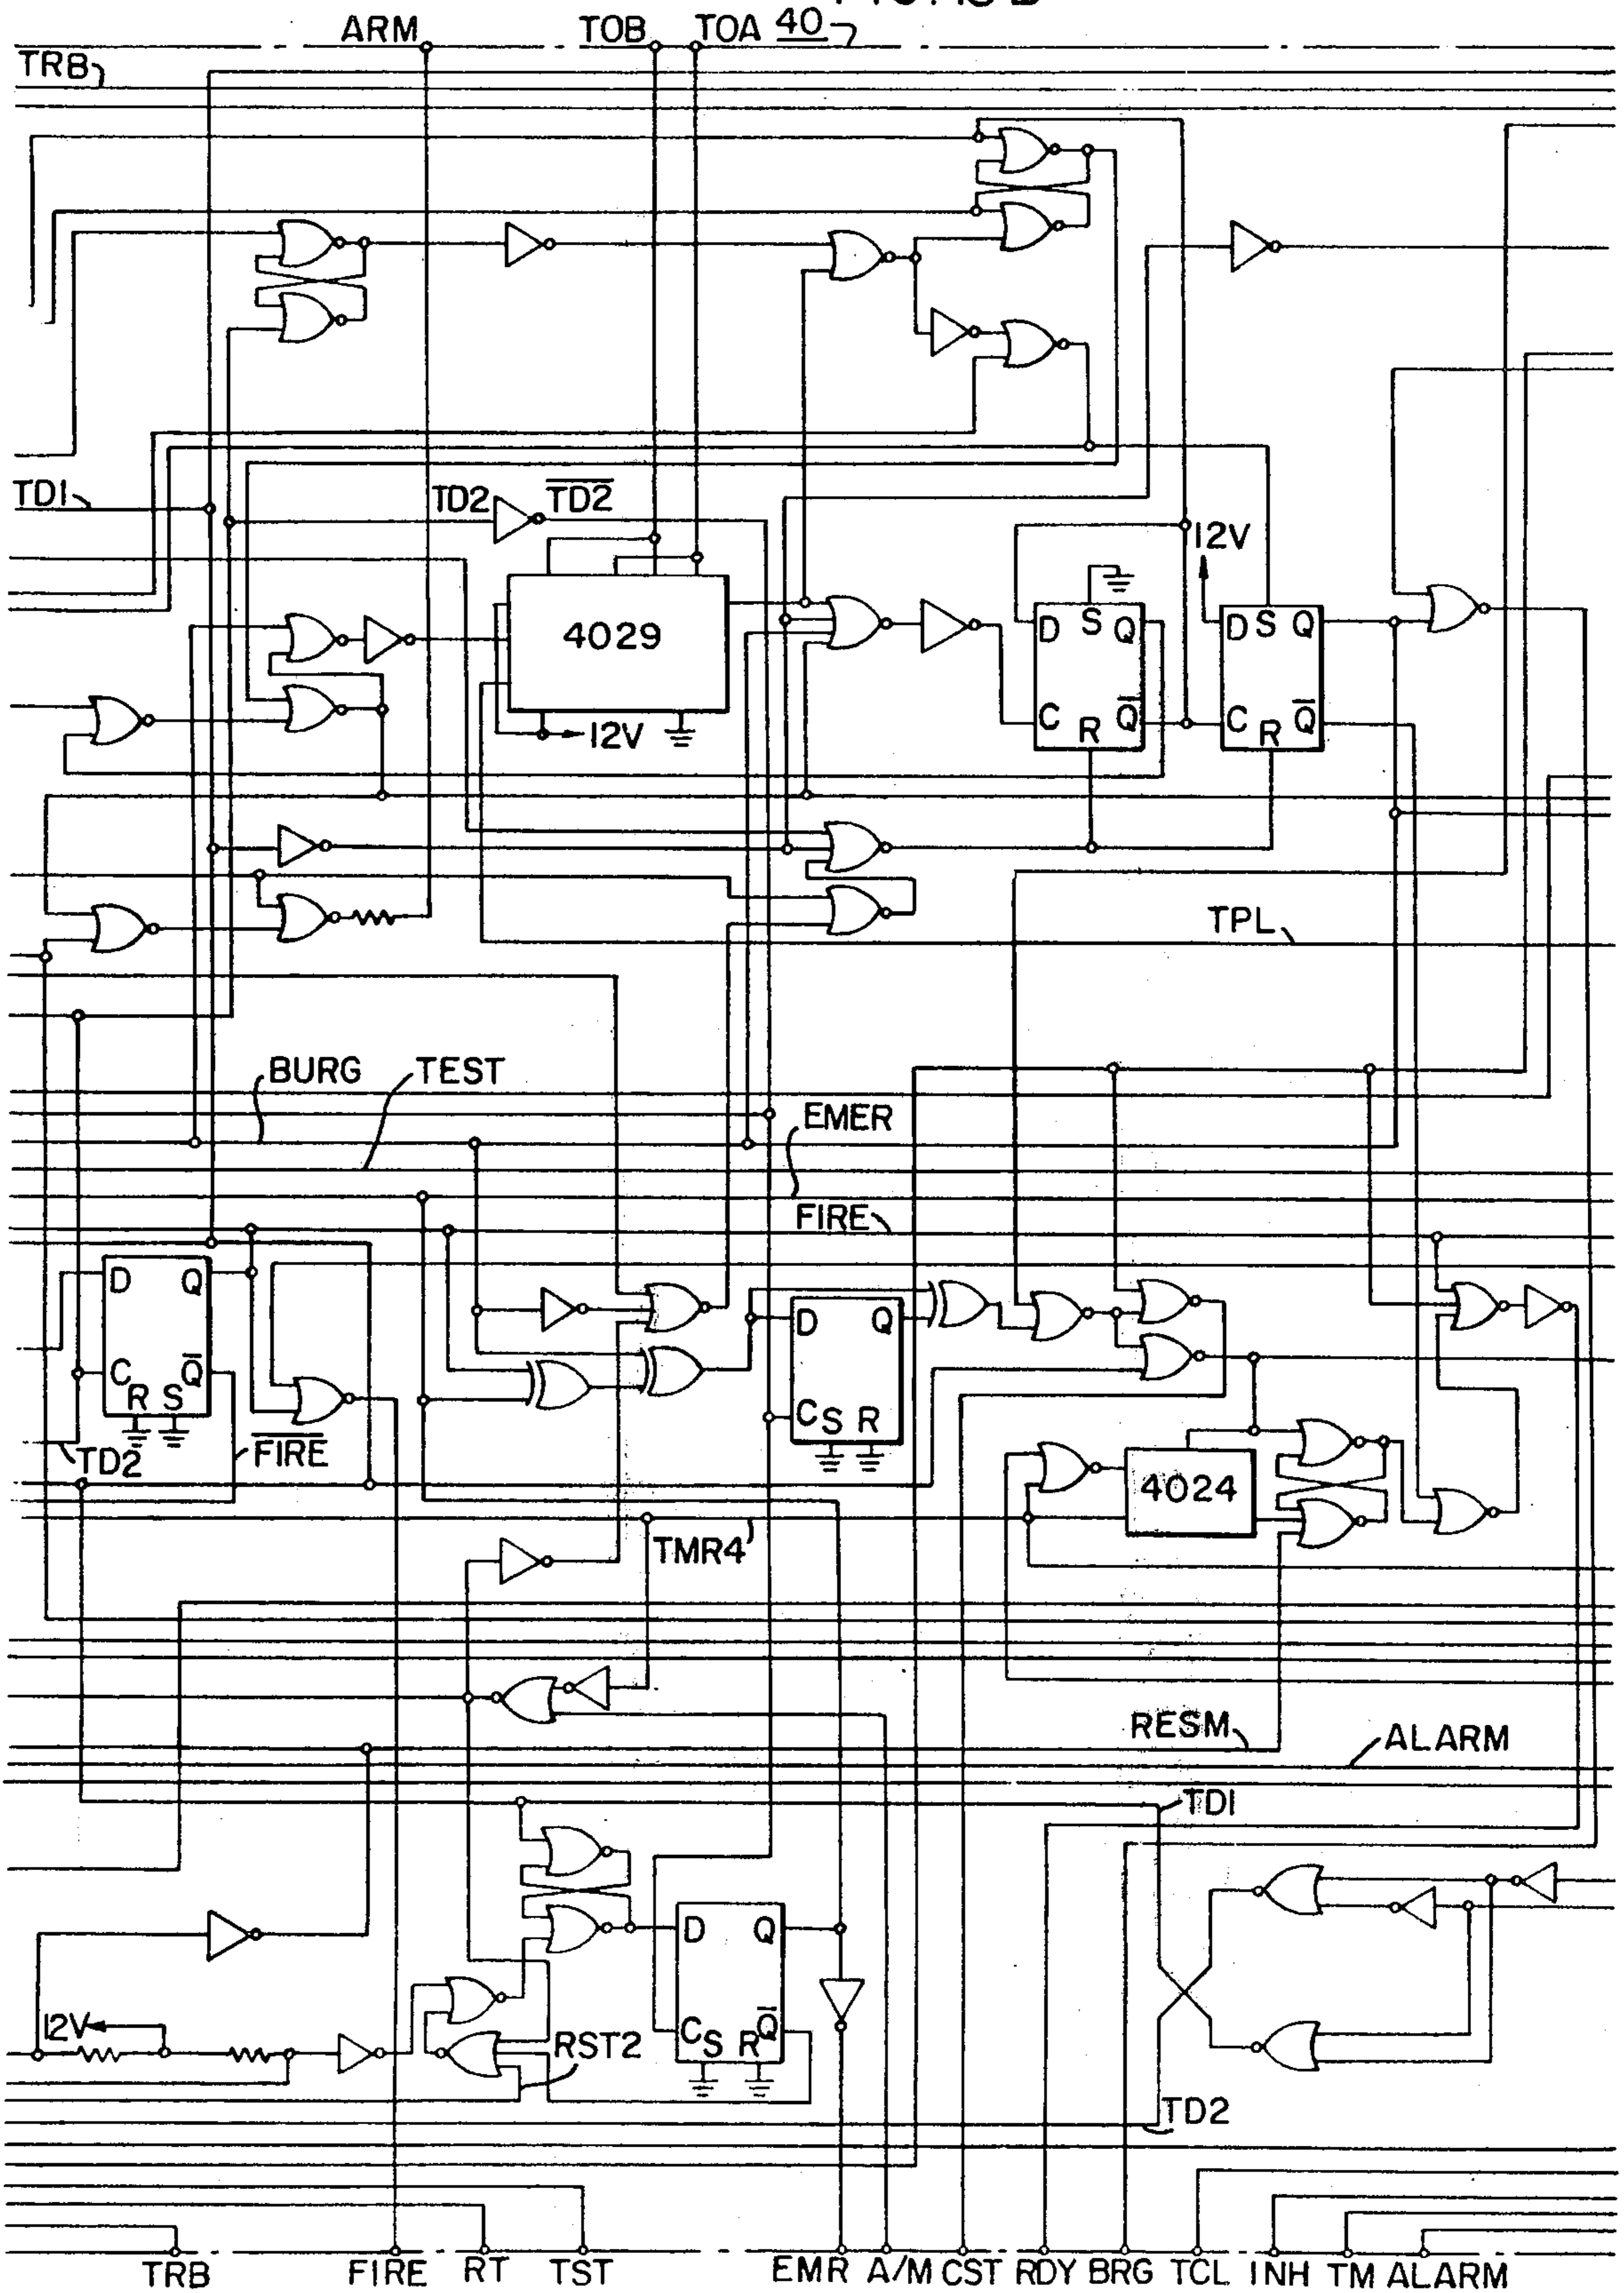 ARM TOB TOA 40
TRB
TD1 TD2 TD2
12V
4029
D S Q
C R Q
D S Q
C R Q
12V
TPL
BURG TEST
EMER
FIRE
D Q
C R S Q
TD2 FIRE
D Q
C S R
4024
TMR4
RESM ALARM
TD1
D Q
C S R Q
12V
RST2
TD2
TRB FIRE RT TST EMR A/M CST RDY BRG TCL INH TM ALARM